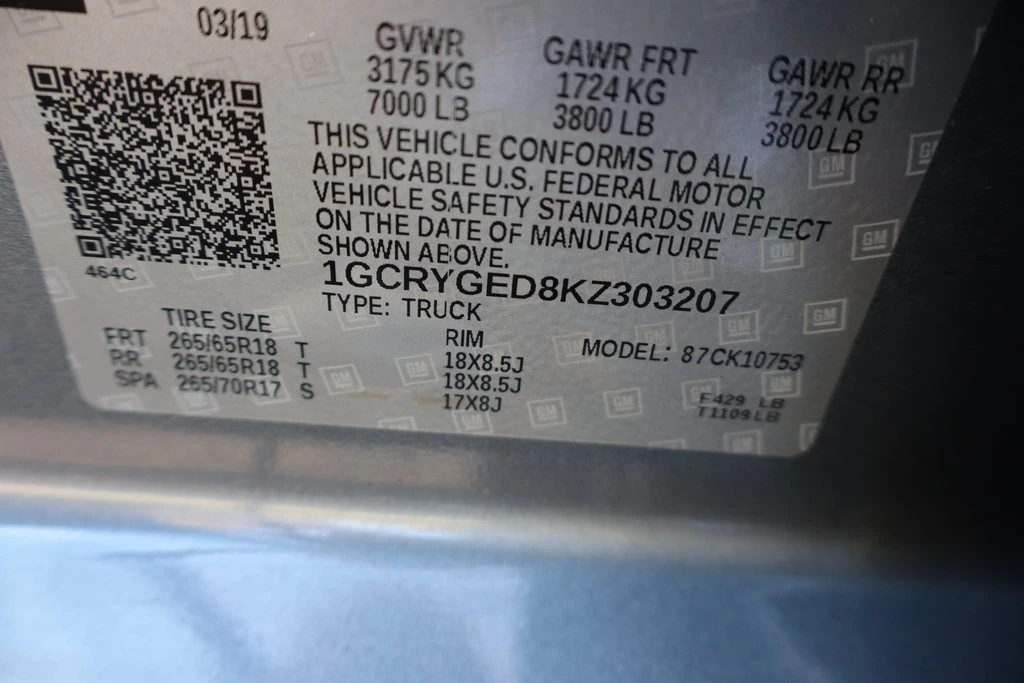 03/19
GVWR GAWR FRT GAWR RR
3175 KG 1724 KG 1724 KG
7000 LB 3800 LB 3800 LB
THIS VEHICLE CONFORMS TO ALL
APPLICABLE U.S. FEDERAL MOTOR
VEHICLE SAFETY STANDARDS IN EFFECT
ON THE DATE OF MANUFACTURE
SHOWN ABOVE.
464C
1GCRYGED8KZ303207
TYPE: TRUCK
TIRE SIZE RIM MODEL: 87CK10753
FRT 265/65R18 T 18X8.5J
RR 265/65R18 T 18X8.5J
SPA 265/70R17 S 17X8J
F429 LB
T1109 LB
GM